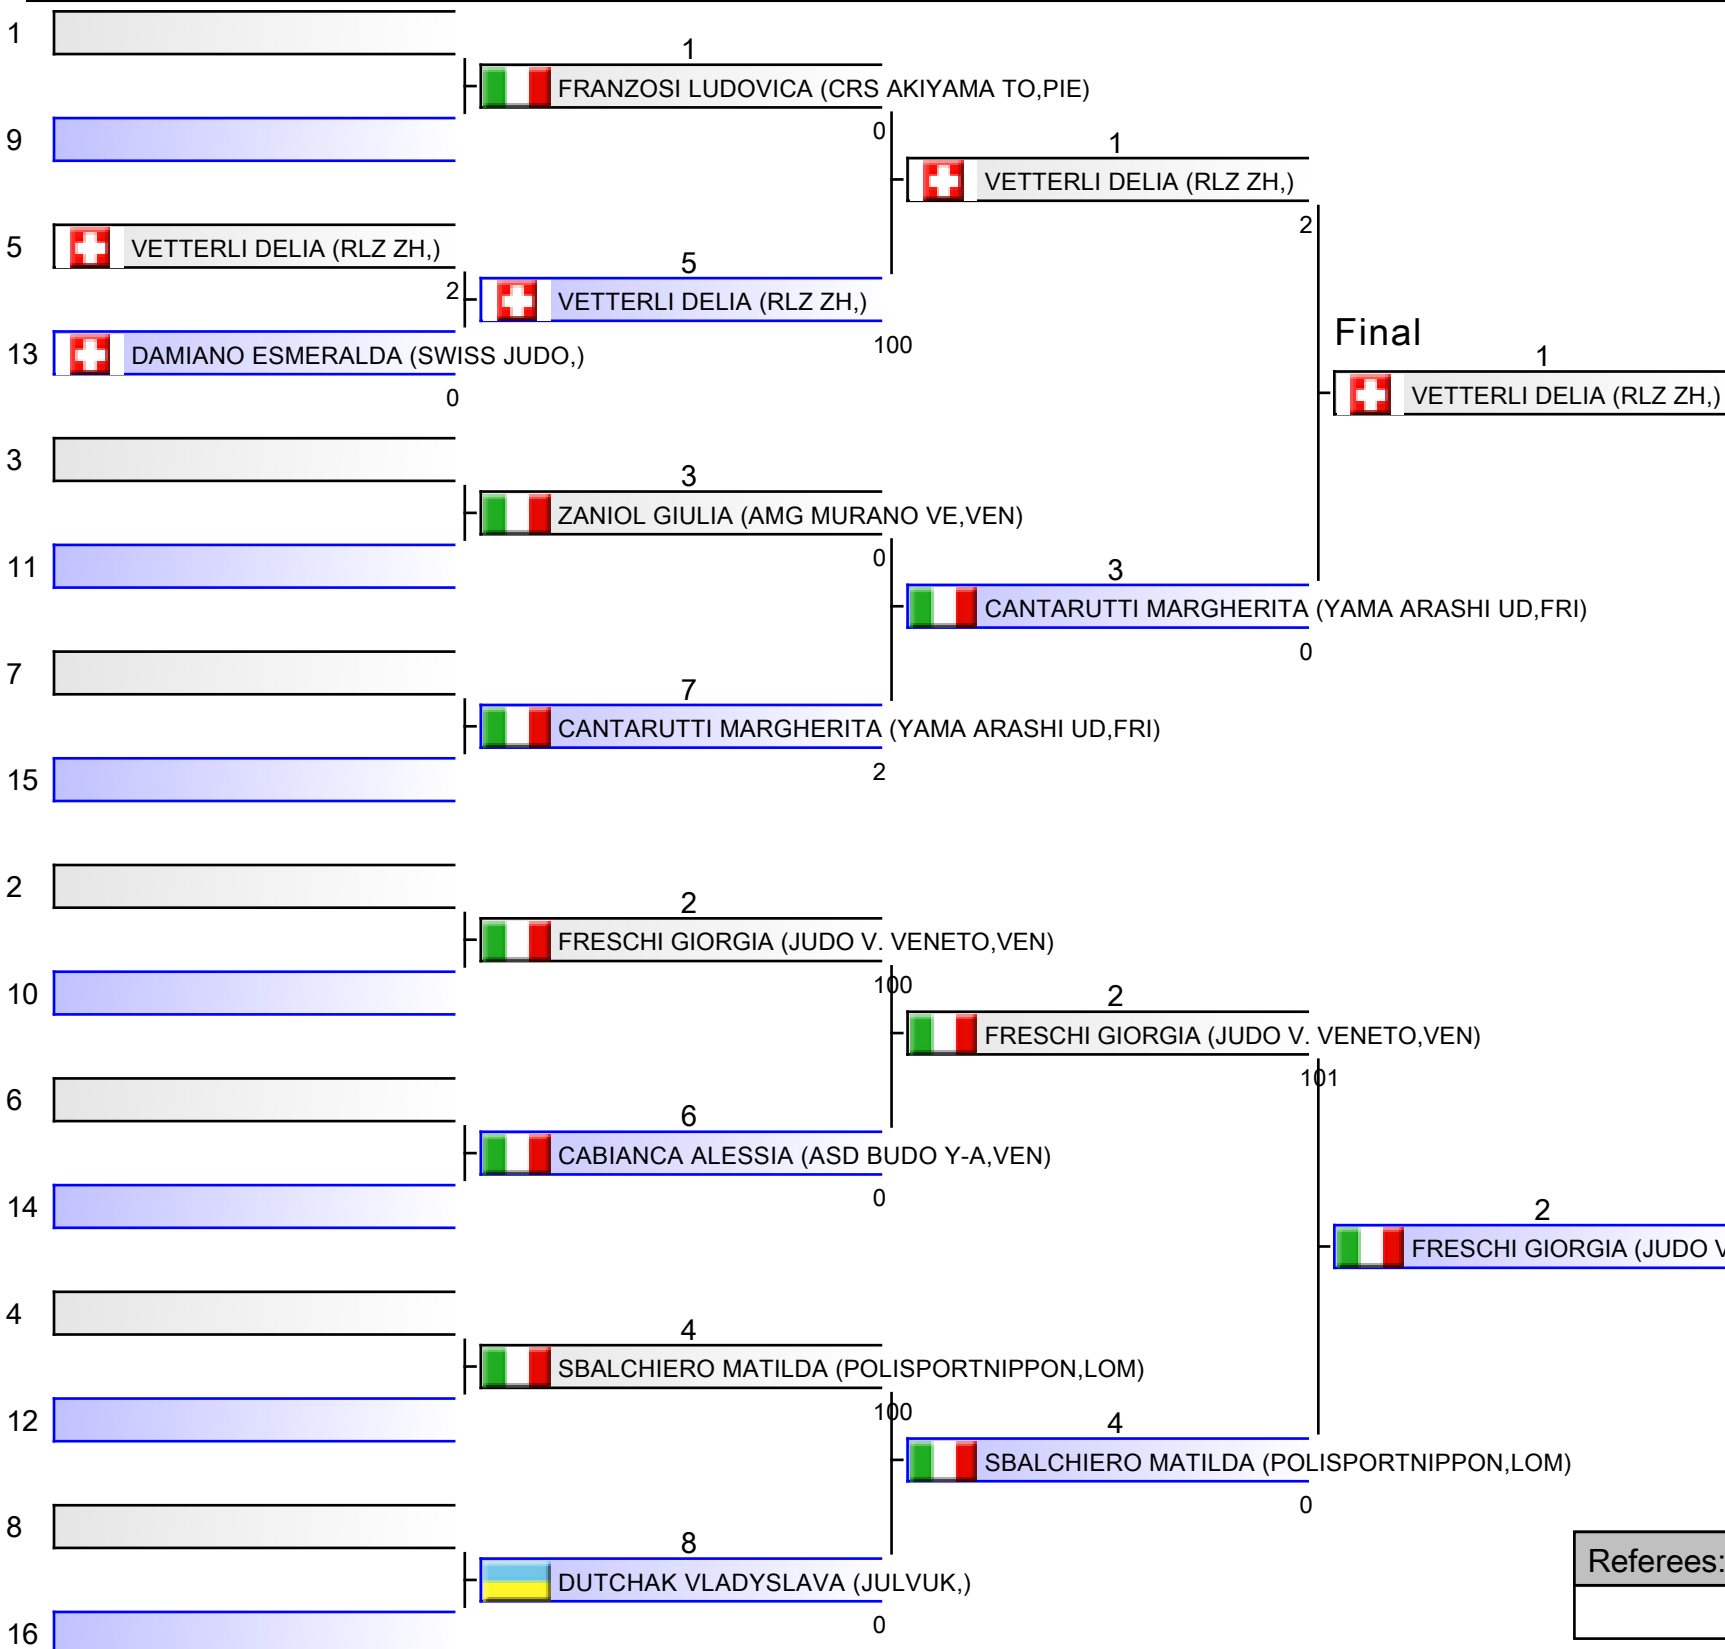 1
1
FRANZOSI LUDOVICA (CRS AKIYAMA TO,PIE)
0
9
1
VETTERLI DELIA (RLZ ZH,)
2
5
VETTERLI DELIA (RLZ ZH,)
2
5
VETTERLI DELIA (RLZ ZH,)
100
13
DAMIANO ESMERALDA (SWISS JUDO,)
0
Final
1
VETTERLI DELIA (RLZ ZH,)
3
3
ZANIOL GIULIA (AMG MURANO VE,VEN)
0
11
3
CANTARUTTI MARGHERITA (YAMA ARASHI UD,FRI)
0
7
7
CANTARUTTI MARGHERITA (YAMA ARASHI UD,FRI)
2
15
2
2
FRESCHI GIORGIA (JUDO V. VENETO,VEN)
100
10
2
FRESCHI GIORGIA (JUDO V. VENETO,VEN)
101
6
6
CABIANCA ALESSIA (ASD BUDO Y-A,VEN)
0
14
2
FRESCHI GIORGIA (JUDO V
4
4
SBALCHIERO MATILDA (POLISPORTNIPPON,LOM)
100
12
4
SBALCHIERO MATILDA (POLISPORTNIPPON,LOM)
0
8
8
DUTCHAK VLADYSLAVA (JULVUK,)
0
16
Referees: